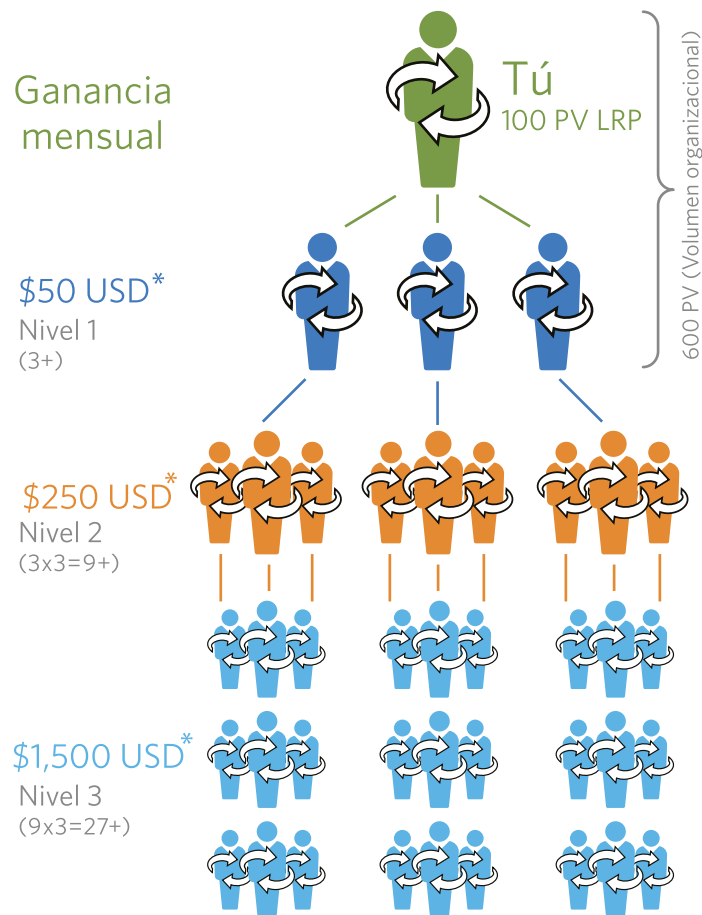 Ganancia
mensual
Tú
100 PV LRP
600 PV (Volumen organizacional)
$50 USD*
Nivel 1
(3+)
$250 USD*
Nivel 2
(3x3=9+)
$1,500 USD*
Nivel 3
(9x3=27+)